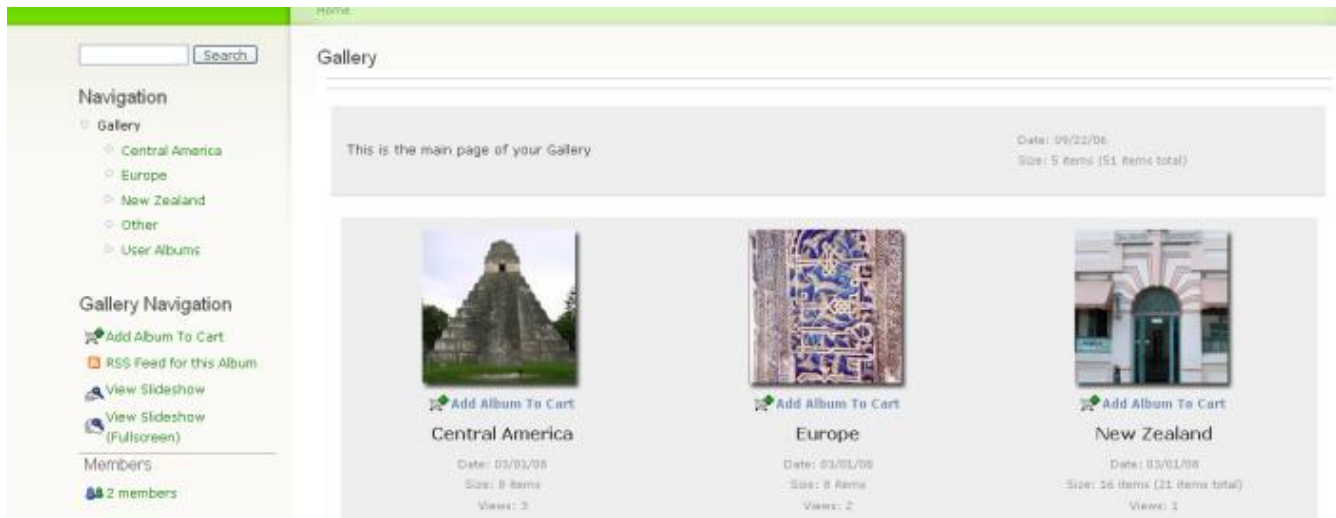 Home
Search
Navigation
Gallery
Central America
Europe
New Zealand
Other
User Albums
Gallery Navigation
Add Album To Cart
RSS Feed for this Album
View Slideshow
View Slideshow
(Fullscreen)
Members
2 members
Gallery
This is the main page of your Gallery
Date: 09/22/06
Size: 5 items (51 items total)
Add Album To Cart
Central America
Date: 03/01/08
Size: 8 items
Views: 3
Add Album To Cart
Europe
Date: 03/01/08
Size: 8 items
Views: 2
Add Album To Cart
New Zealand
Date: 03/01/08
Size: 16 items (21 items total)
Views: 1